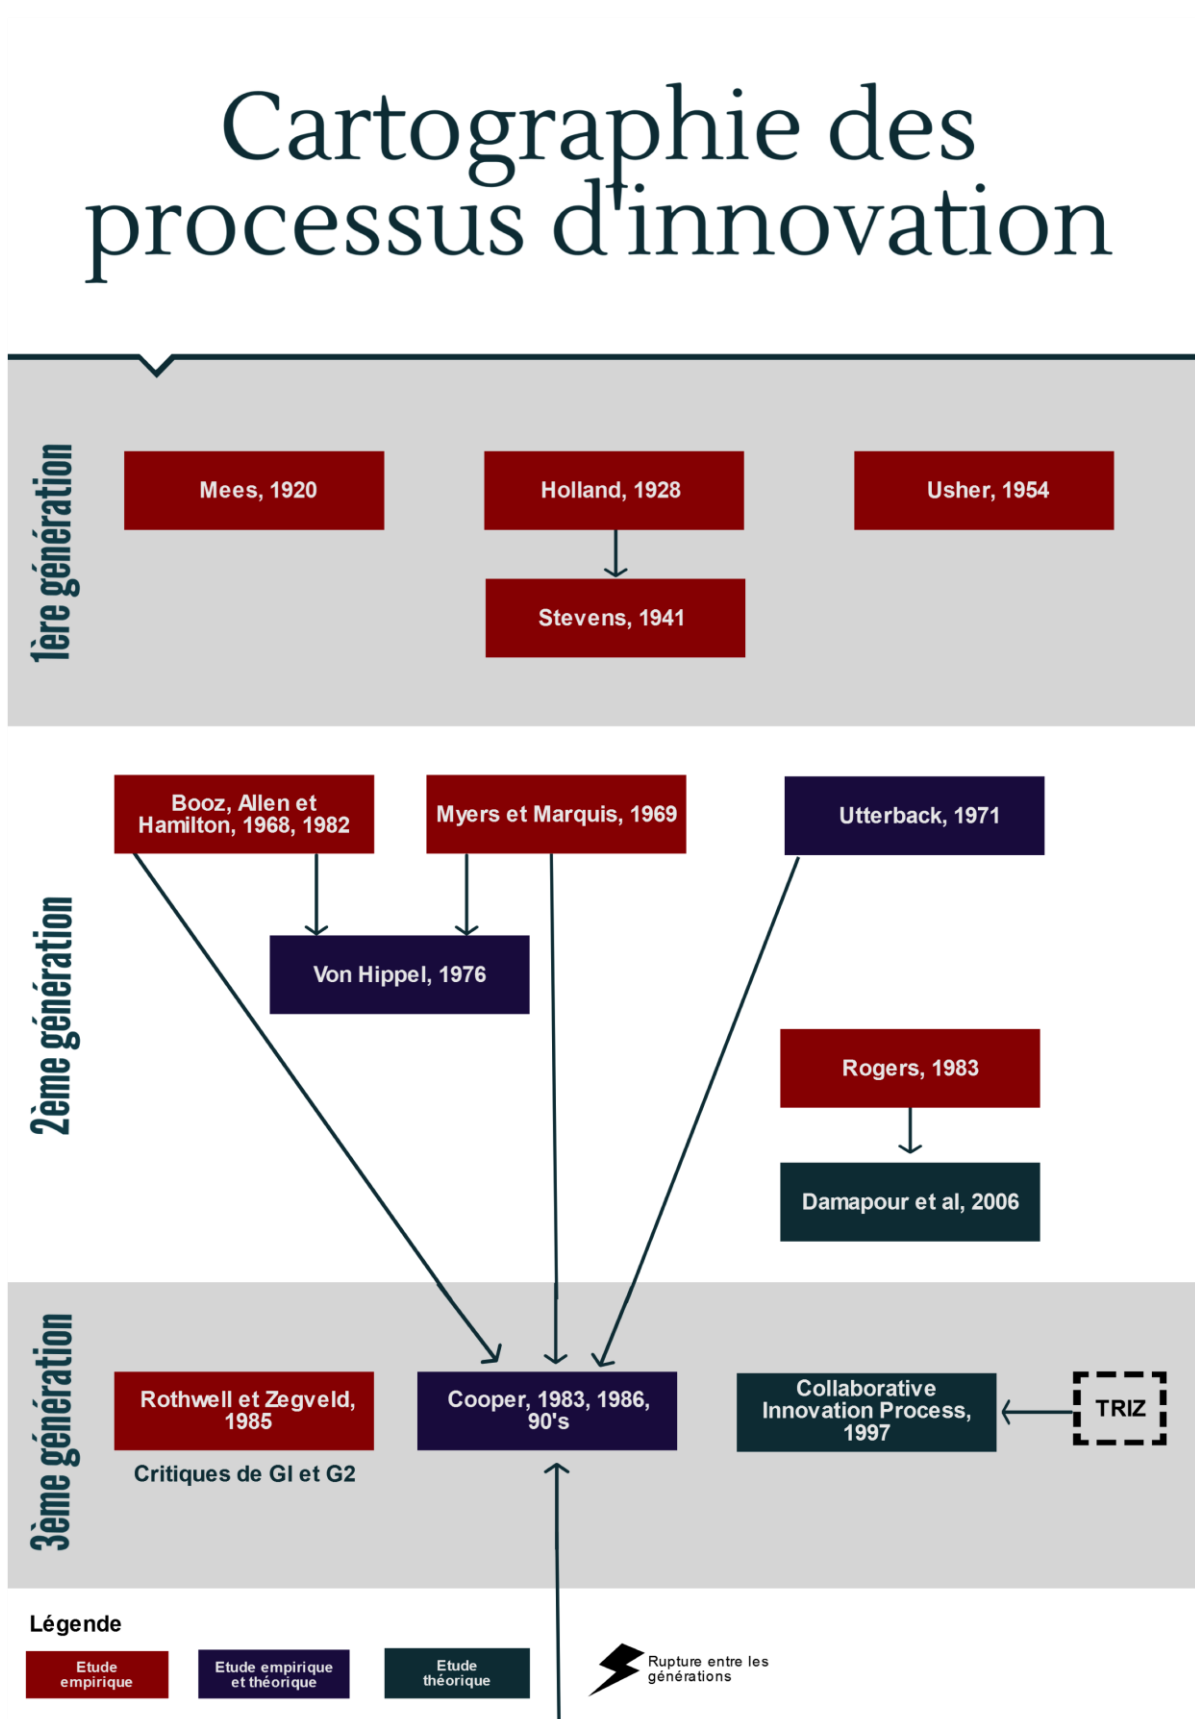 Cartographie des
processus d'innovation
1ère génération
Mees, 1920
Holland, 1928
Usher, 1954
Stevens, 1941
2ème génération
Booz, Allen et
Hamilton, 1968, 1982
Myers et Marquis, 1969
Utterback, 1971
Von Hippel, 1976
Rogers, 1983
Damapour et al, 2006
3ème génération
Rothwell et Zegveld,
1985
Critiques de GI et G2
Cooper, 1983, 1986,
90's
Collaborative
Innovation Process,
1997
TRIZ
Légende
Etude
empirique
Etude empirique
et théorique
Etude
théorique
Rupture entre les
générations